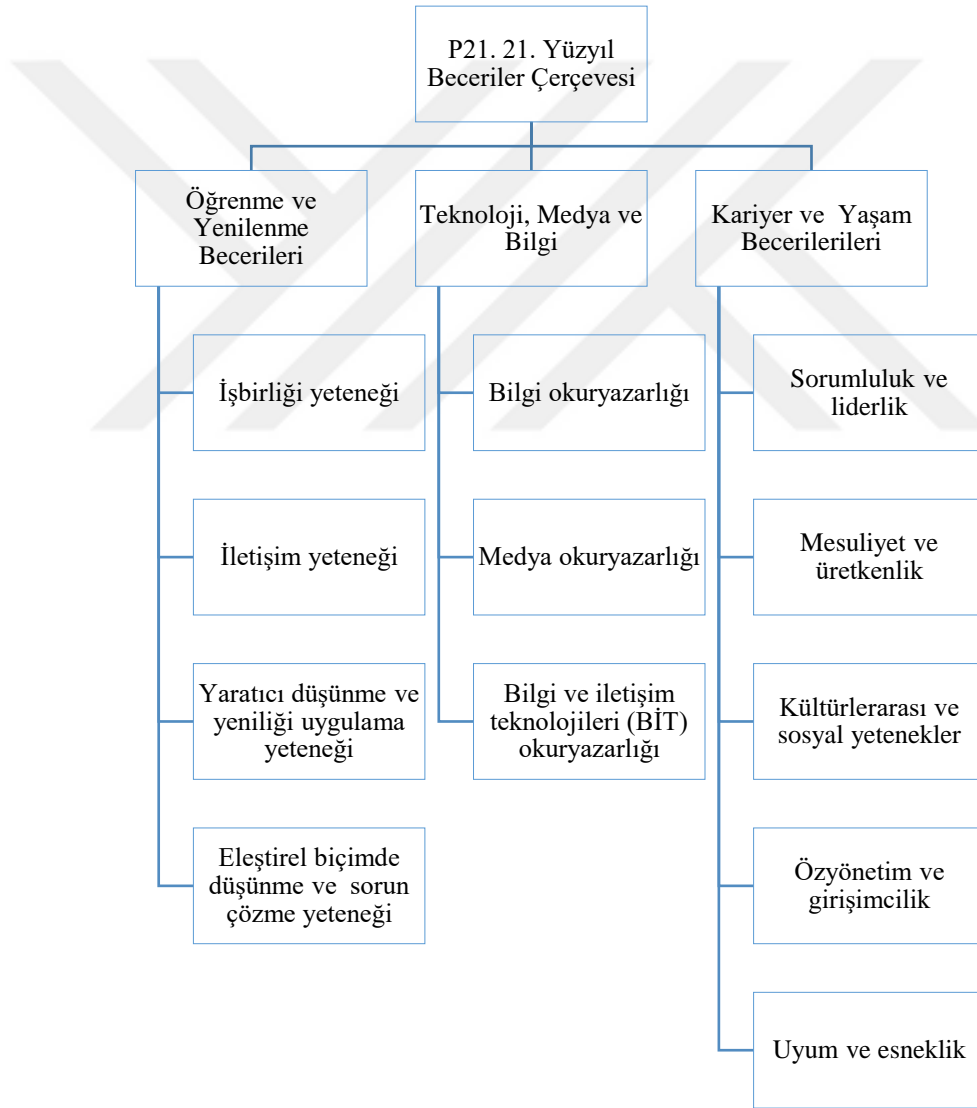 P21. 21. Yüzyıl
Beceriler Çerçevesi
Öğrenme ve
Yenilenme
Becerileri
İşbirliği yeteneği
İletişim yeteneği
Yaratıcı düşünme ve
yeniliği uygulama
yeteneği
Eleştirel biçimde
düşünme ve sorun
çözme yeteneği
Teknoloji, Medya ve
Bilgi
Bilgi okuryazarlığı
Medya okuryazarlığı
Bilgi ve iletişim
teknolojileri (BİT)
okuryazarlığı
Kariyer ve Yaşam
Becerilerileri
Sorumluluk ve
liderlik
Mesuliyet ve
üretkenlik
Kültürlerarası ve
sosyal yetenekler
Özyönetim ve
girişimcilik
Uyum ve esneklik